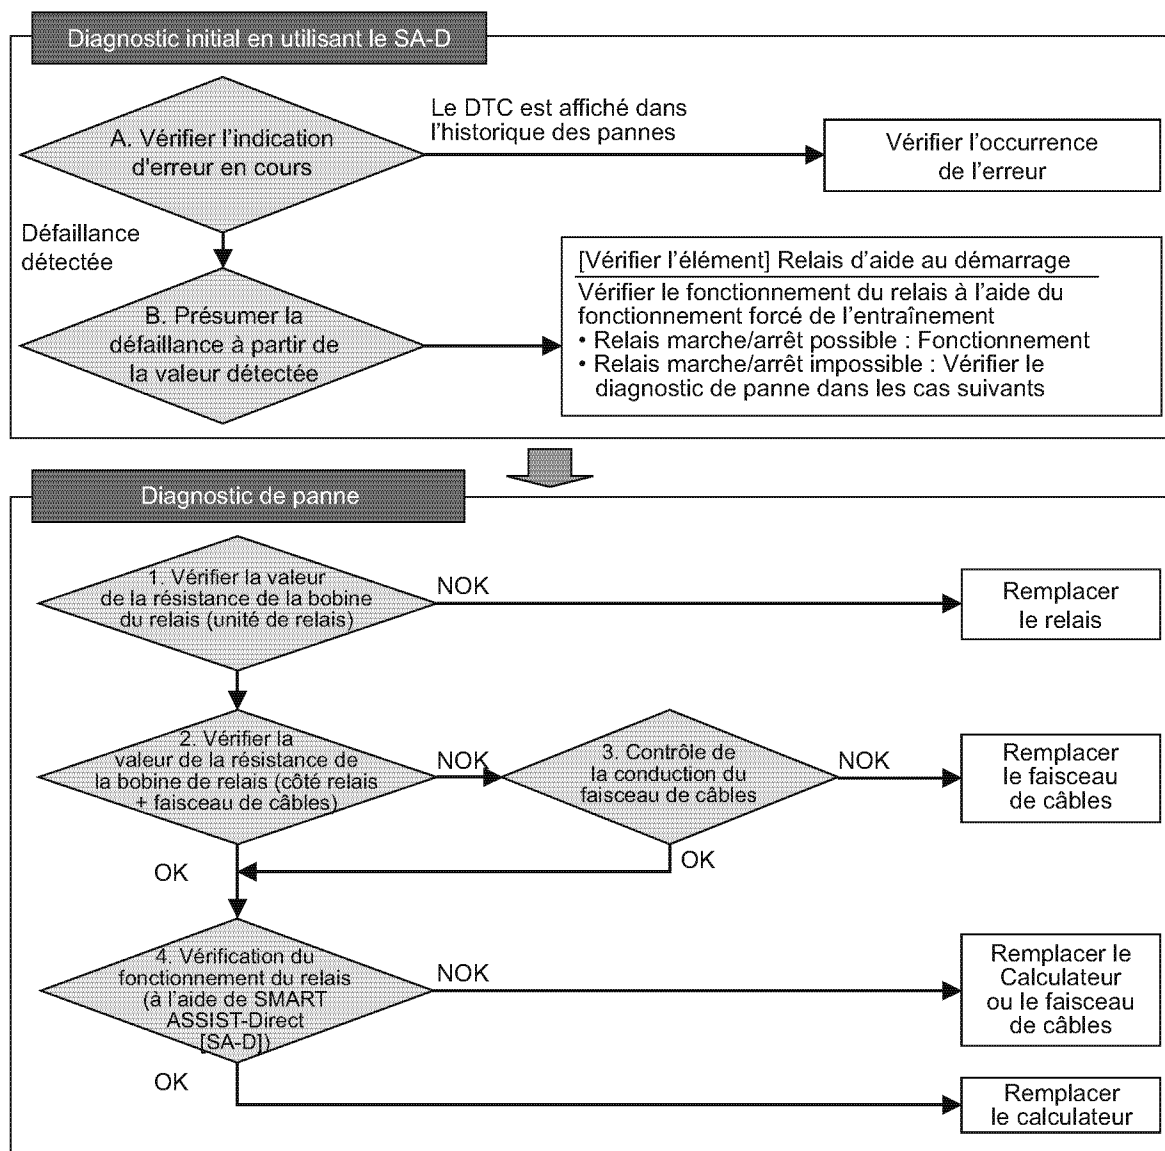 Diagnostic initial en utilisant le SA-D
A. Vérifier l'indication
d'erreur en cours
Le DTC est affiché dans
l'historique des pannes
Vérifier l'occurrence
de l'erreur
Défaillance
détectée
B. Présumer la
défaillance à partir de
la valeur détectée
[Vérifier l'élément] Relais d'aide au démarrage
Vérifier le fonctionnement du relais à l'aide du
fonctionnement forcé de l'entraînement
• Relais marche/arrêt possible : Fonctionnement
• Relais marche/arrêt impossible : Vérifier le
diagnostic de panne dans les cas suivants
Diagnostic de panne
1. Vérifier la valeur
de la résistance de la bobine
du relais (unité de relais)
NOK
Remplacer
le relais
2. Vérifier la
valeur de la résistance de
la bobine de relais (côté relais
+ faisceau de câbles)
NOK
3. Contrôle de
la conduction du
faisceau de câbles
NOK
Remplacer
le faisceau
de câbles
OK
OK
4. Vérification du
fonctionnement du relais
(à l'aide de SMART
ASSIST-Direct
[SA-D])
NOK
Remplacer le
Calculateur
ou le faisceau
de câbles
OK
Remplacer
le calculateur